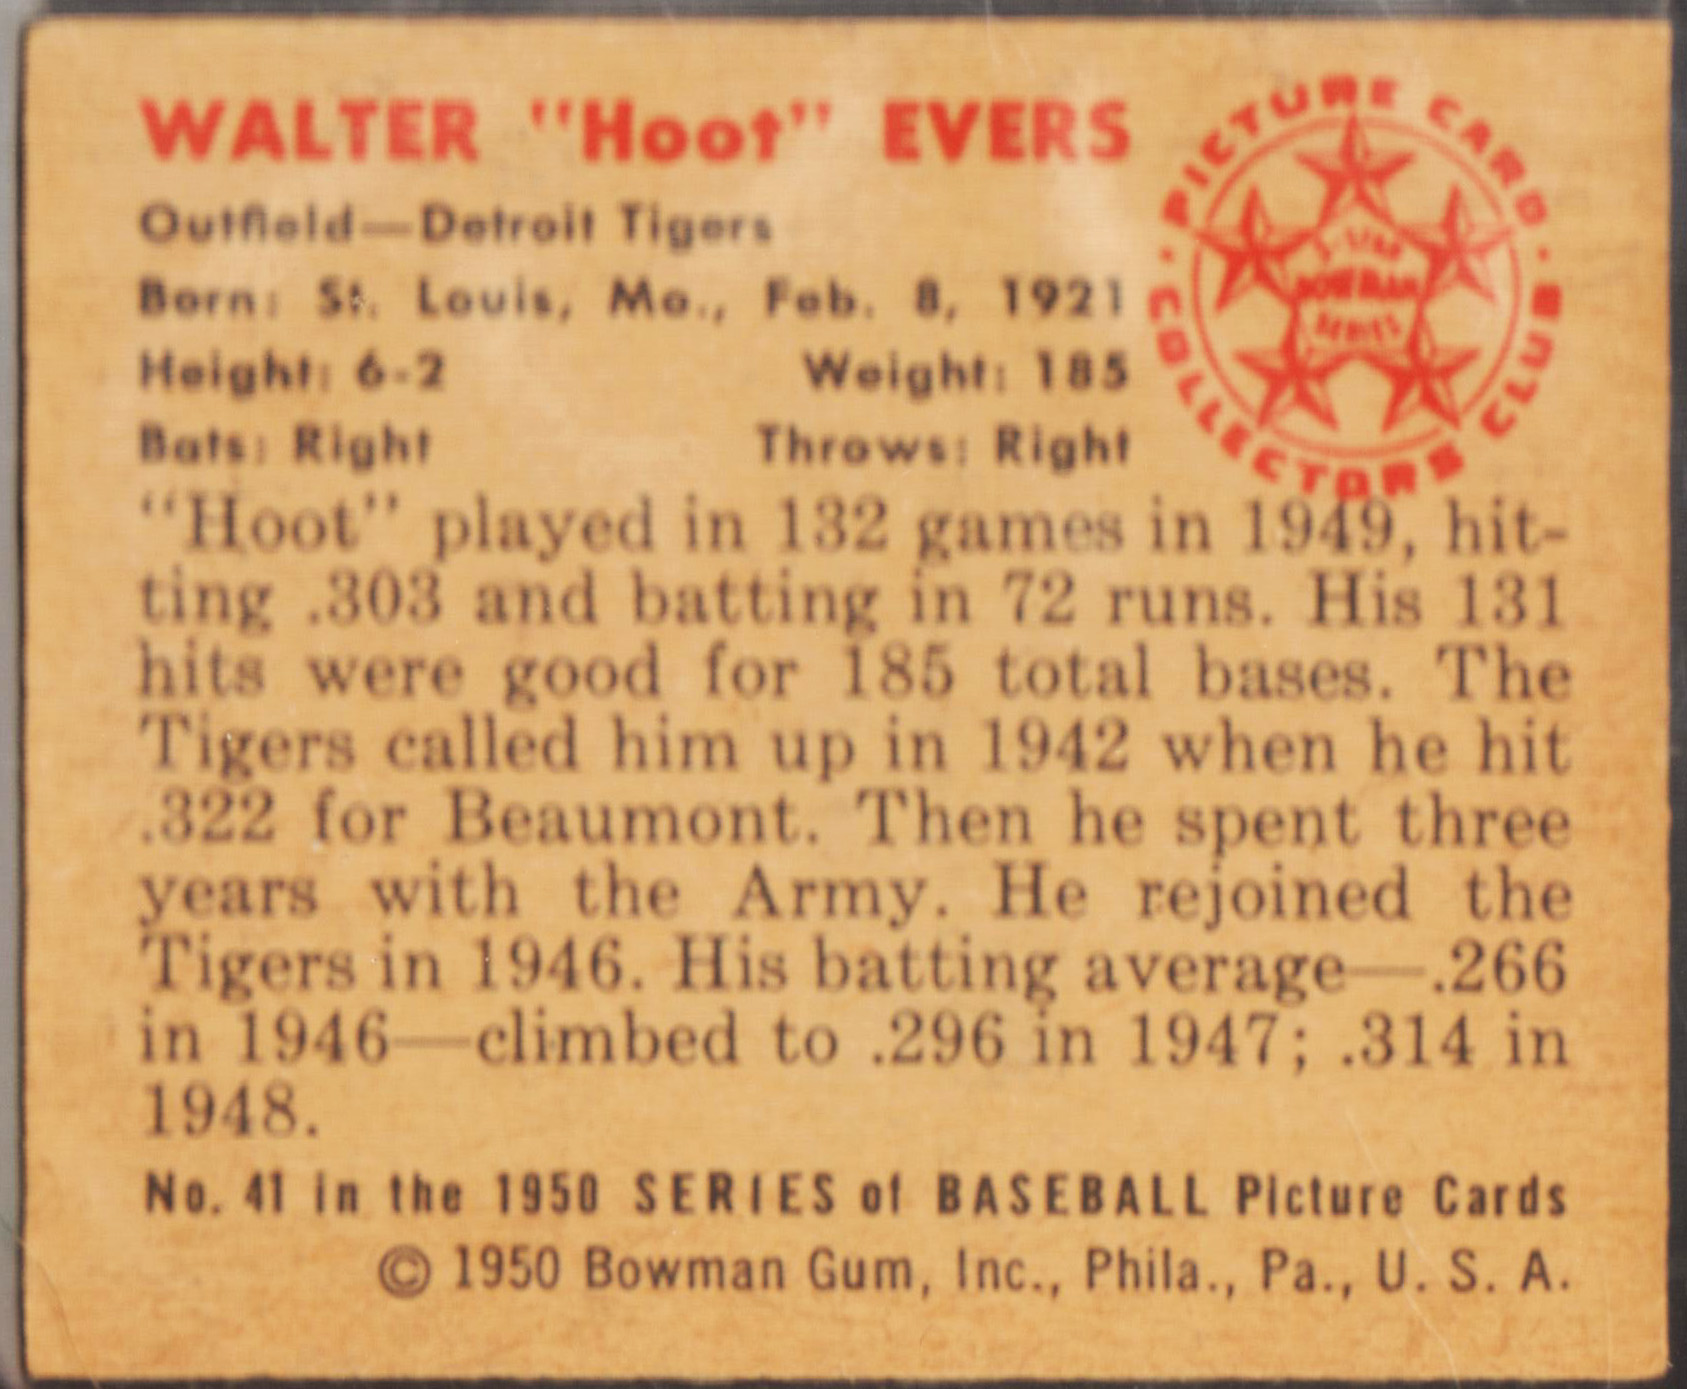 WALTER "Hoot" EVERS
Outfield—Detroit Tigers
Born: St. Louis, Mo., Feb. 8, 1921
Height: 6-2 Weight: 185
Bats: Right Throws: Right
PICTURE CARD
COLLECTORS CLUB
5-STAR
BOWMAN
SERIES
"Hoot" played in 132 games in 1949, hit-
ting .303 and batting in 72 runs. His 131
hits were good for 185 total bases. The
Tigers called him up in 1942 when he hit
.322 for Beaumont. Then he spent three
years with the Army. He rejoined the
Tigers in 1946. His batting average—.266
in 1946—climbed to .296 in 1947; .314 in
1948.
No. 41 in the 1950 SERIES of BASEBALL Picture Cards
© 1950 Bowman Gum, Inc., Phila., Pa., U. S. A.